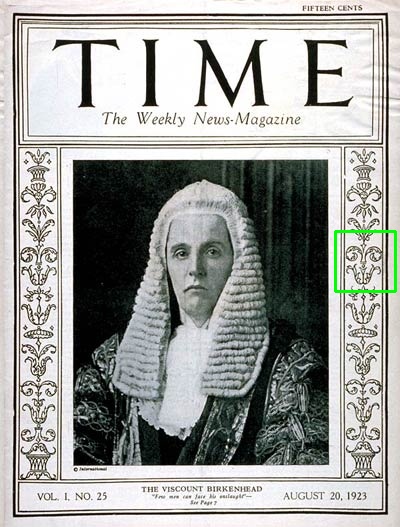 FIFTEEN CENTS
TIME
The Weekly News-Magazine
© International
THE VISCOUNT BIRKENHEAD
"Few men can face his onslaught"—
See Page 7
VOL. I, NO. 25
AUGUST 20, 1923